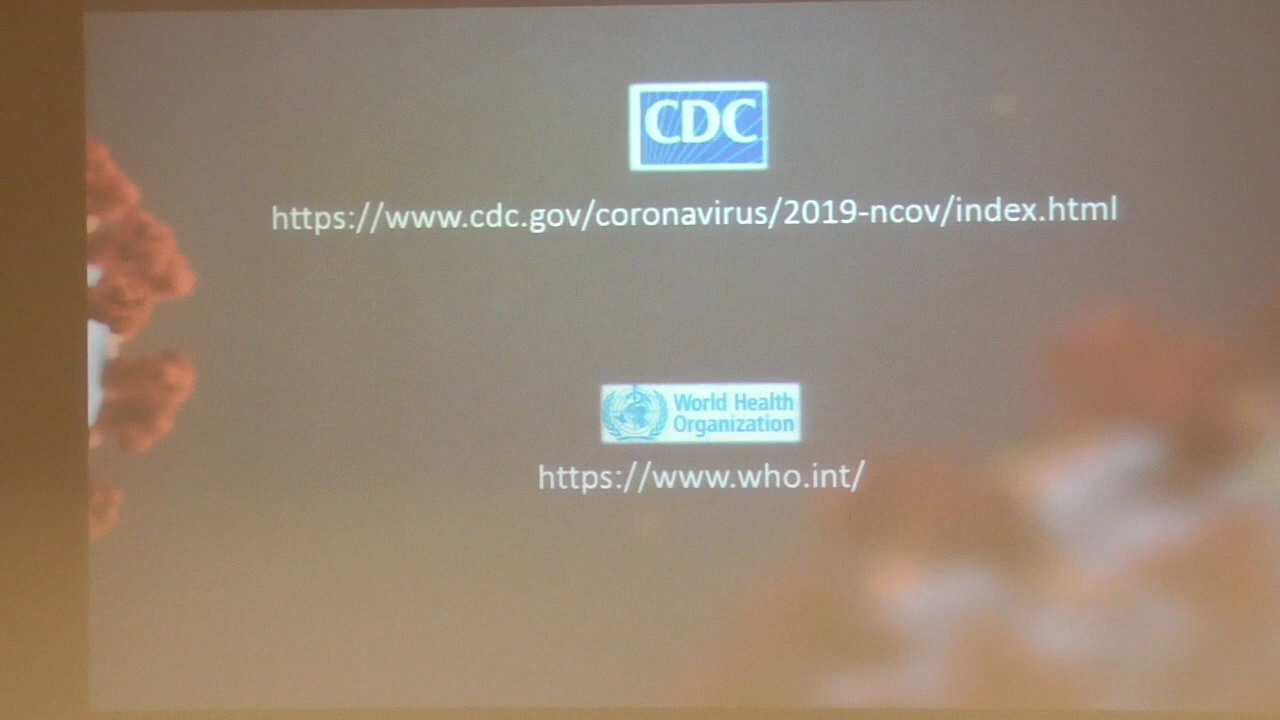 CDC
https://www.cdc.gov/coronavirus/2019-ncov/index.html
World Health
Organization
https://www.who.int/